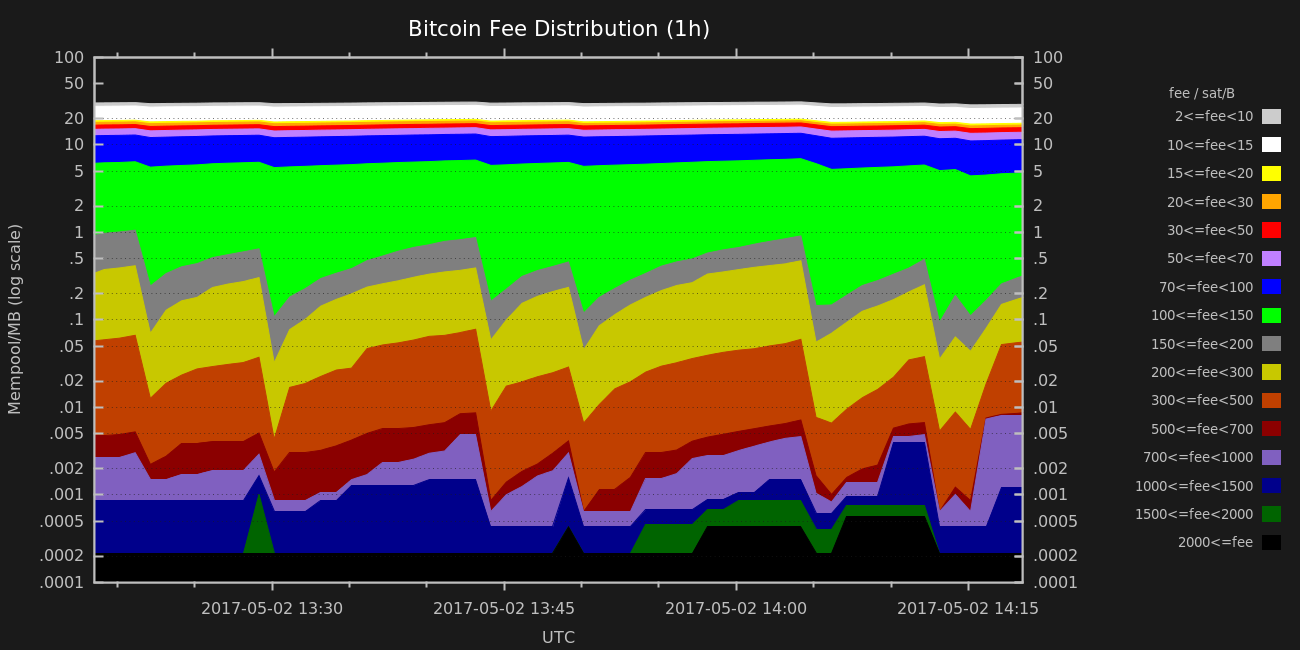 Bitcoin Fee Distribution (1h)
100 100
50 50
20 20
10 10
5 5
2 2
1 1
.5 .5
.2 .2
.1 .1
.05 .05
.02 .02
.01 .01
.005 .005
.002 .002
.001 .001
.0005 .0005
.0002 .0002
.0001 .0001
Mempool/MB (log scale)
2017-05-02 13:30 2017-05-02 13:45 2017-05-02 14:00 2017-05-02 14:15
UTC
fee / sat/B
2<=fee<10
10<=fee<15
15<=fee<20
20<=fee<30
30<=fee<50
50<=fee<70
70<=fee<100
100<=fee<150
150<=fee<200
200<=fee<300
300<=fee<500
500<=fee<700
700<=fee<1000
1000<=fee<1500
1500<=fee<2000
2000<=fee